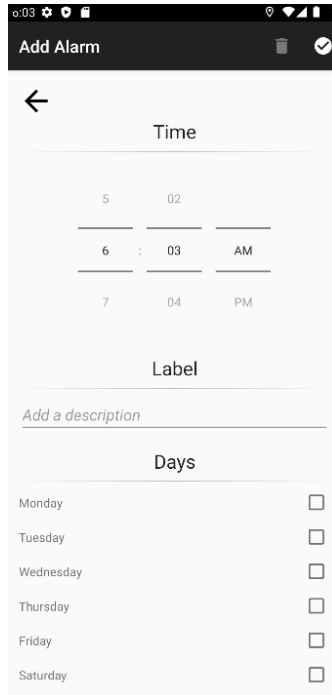 6:03
Add Alarm
Time
5 02
6 : 03 AM
7 04 PM
Label
Add a description
Days
Monday
Tuesday
Wednesday
Thursday
Friday
Saturday